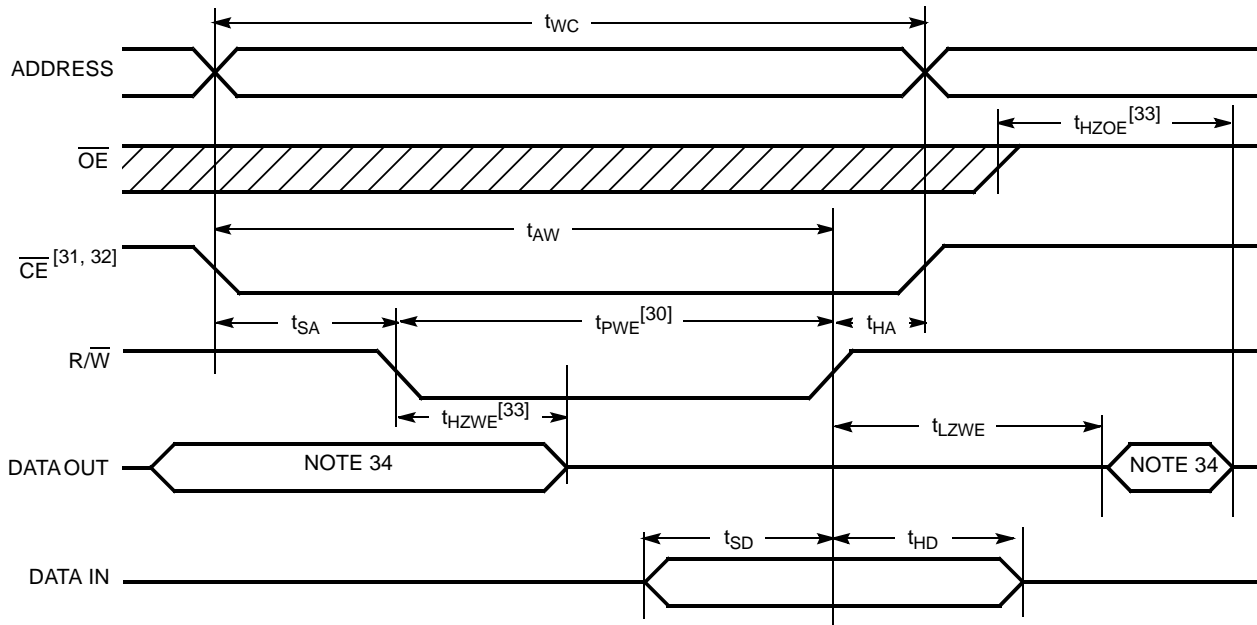 tWC
ADDRESS
tHZOE[33]
OE
tAW
CE [31, 32]
tSA
tPWE[30]
tHA
R/W
tHZWE[33]
tLZWE
DATA OUT
NOTE 34
NOTE 34
tSD
tHD
DATA IN